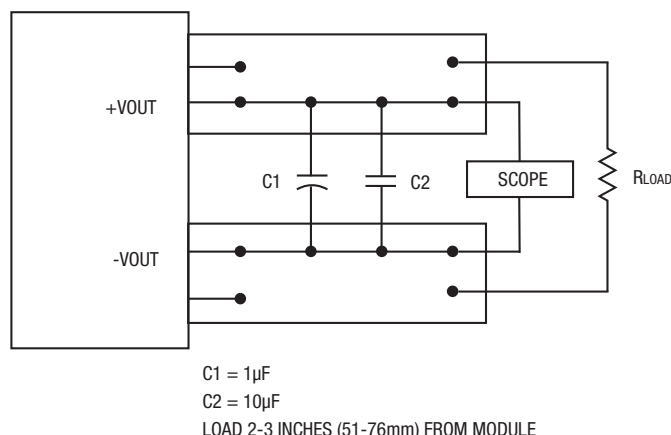 +VOUT
C1
C2
SCOPE
RLOAD
-VOUT
C1 = 1µF
C2 = 10µF
LOAD 2-3 INCHES (51-76mm) FROM MODULE